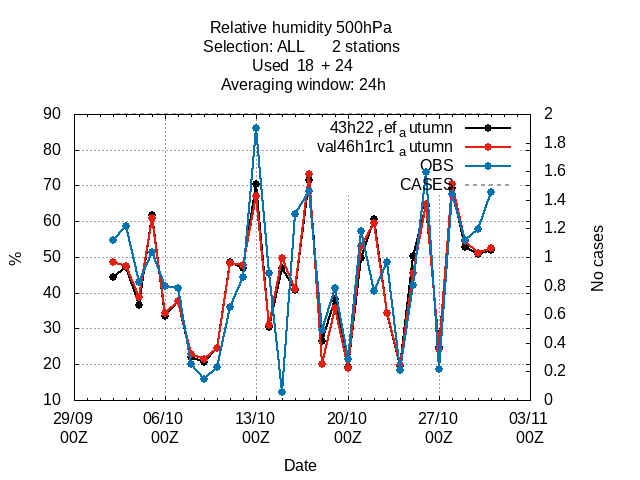 Relative humidity 500hPa
Selection: ALL 2 stations
Used 18 + 24
Averaging window: 24h
90
80
70
60
50
40
30
20
10
%
2
1.8
1.6
1.4
1.2
1
0.8
0.6
0.4
0.2
0
No cases
43h22 ref a utumn
val46h1rc1 a utumn
OBS
CASES
29/09 06/10 13/10 20/10 27/10 03/11
00Z 00Z 00Z 00Z 00Z 00Z
Date